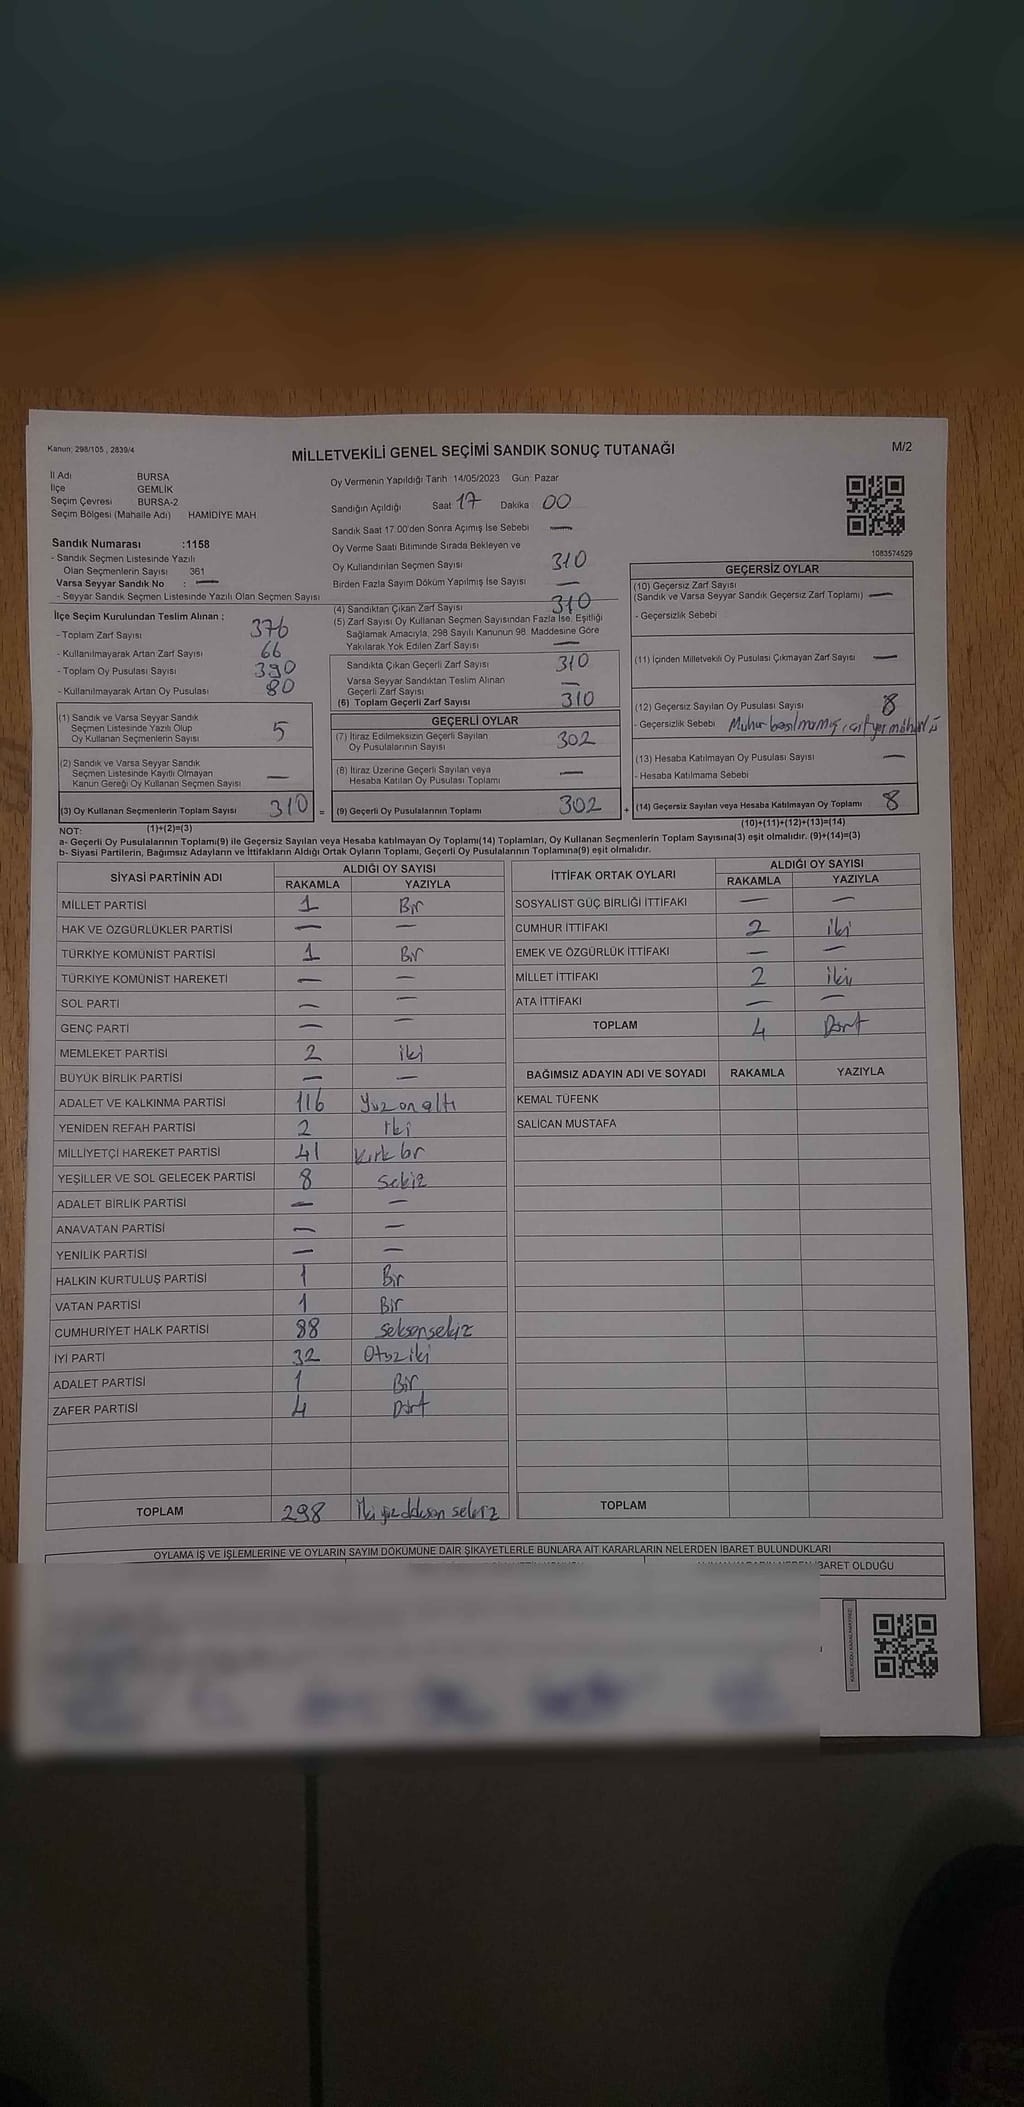 Kanun: 298/105 , 2839/4
MİLLETVEKİLİ GENEL SEÇİMİ SANDIK SONUÇ TUTANAĞI
M/2
İl Adı BURSA
İlçe GEMLİK
Seçim Çevresi BURSA-2
Seçim Bölgesi (Mahalle Adı) HAMİDİYE MAH
Sandık Numarası :1158
- Sandık Seçmen Listesinde Yazılı
Olan Seçmenlerin Sayısı 361
Varsa Seyyar Sandık No : —
- Seyyar Sandık Seçmen Listesinde Yazılı Olan Seçmen Sayısı
İlçe Seçim Kurulundan Teslim Alınan ;
- Toplam Zarf Sayısı 376
- Kullanılmayarak Artan Zarf Sayısı 66
- Toplam Oy Pusulası Sayısı 390
- Kullanılmayarak Artan Oy Pusulası 80
(1) Sandık ve Varsa Seyyar Sandık
Seçmen Listesinde Yazılı Olup
Oy Kullanan Seçmenlerin Sayısı 5
(2) Sandık ve Varsa Seyyar Sandık
Seçmen Listesinde Kayıtlı Olmayan
Kanun Gereği Oy Kullanan Seçmen Sayısı —
(3) Oy Kullanan Seçmenlerin Toplam Sayısı 310 =
Oy Vermenin Yapıldığı Tarih 14/05/2023 Gün Pazar
Sandığın Açıldığı Saat 17 Dakika 00
Sandık Saat 17.00'den Sonra Açımış İse Sebebi —
Oy Verme Saati Bitiminde Sırada Bekleyen ve
Oy Kullandırılan Seçmen Sayısı 310
Birden Fazla Sayım Döküm Yapılmış İse Sayısı —
(4) Sandıktan Çıkan Zarf Sayısı 310
(5) Zarf Sayısı Oy Kullanan Seçmen Sayısından Fazla İse, Eşitliği
Sağlamak Amacıyla, 298 Sayılı Kanunun 98. Maddesine Göre
Yakılarak Yok Edilen Zarf Sayısı —
Sandıkta Çıkan Geçerli Zarf Sayısı 310
Varsa Seyyar Sandıktan Teslim Alınan
Geçerli Zarf Sayısı —
(6) Toplam Geçerli Zarf Sayısı 310
GEÇERLİ OYLAR
(7) İtiraz Edilmeksizin Geçerli Sayılan
Oy Pusulalarının Sayısı 302
(8) İtiraz Üzerine Geçerli Sayılan veya
Hesaba Katılan Oy Pusulası Toplamı —
(9) Geçerli Oy Pusulalarının Toplamı 302 +
1083574529
GEÇERSİZ OYLAR
(10) Geçersiz Zarf Sayısı
(Sandık ve Varsa Seyyar Sandık Geçersiz Zarf Toplamı) —
- Geçersizlik Sebebi
(11) İçinden Milletvekili Oy Pusulası Çıkmayan Zarf Sayısı —
(12) Geçersiz Sayılan Oy Pusulası Sayısı 8
- Geçersizlik Sebebi Muhur basılmamış,
(13) Hesaba Katılmayan Oy Pusulası Sayısı —
- Hesaba Katılmama Sebebi
(14) Geçersiz Sayılan veya Hesaba Katılmayan Oy Toplamı 8
NOT: (1)+(2)=(3) (10)+(11)+(12)+(13)=(14)
a- Geçerli Oy Pusulalarının Toplamı(9) ile Geçersiz Sayılan veya Hesaba katılmayan Oy Toplamı(14) Toplamları, Oy Kullanan Seçmenlerin Toplam Sayısına(3) eşit olmalıdır. (9)+(14)=(3)
b- Siyasi Partilerin, Bağımsız Adayların ve İttifakların Aldığı Ortak Oyların Toplamı, Geçerli Oy Pusulalarının Toplamına(9) eşit olmalıdır.
SİYASİ PARTİNİN ADI ALDIĞI OY SAYISI
RAKAMLA YAZIYLA
MİLLET PARTİSİ 1 Bir
HAK VE ÖZGÜRLÜKLER PARTİSİ — —
TÜRKİYE KOMÜNİST PARTİSİ 1 Bir
TÜRKİYE KOMÜNİST HAREKETİ — —
SOL PARTİ — —
GENÇ PARTİ — —
MEMLEKET PARTİSİ 2 iki
BÜYÜK BİRLİK PARTİSİ — —
ADALET VE KALKINMA PARTİSİ 116 Yuz on altı
YENİDEN REFAH PARTİSİ 2 İki
MİLLİYETÇİ HAREKET PARTİSİ 41 Kırk bir
YEŞİLLER VE SOL GELECEK PARTİSİ 8 Sekiz
ADALET BİRLİK PARTİSİ — —
ANAVATAN PARTİSİ — —
YENİLİK PARTİSİ — —
HALKIN KURTULUŞ PARTİSİ 1 Bir
VATAN PARTİSİ 1 Bir
CUMHURİYET HALK PARTİSİ 88 Seksensekiz
İYİ PARTİ 32 Otuz iki
ADALET PARTİSİ 1 Bir
ZAFER PARTİSİ 4 Dört
TOPLAM 298 İki yüz doksan sekiz
İTTİFAK ORTAK OYLARI ALDIĞI OY SAYISI
RAKAMLA YAZIYLA
SOSYALİST GÜÇ BİRLİĞİ İTTİFAKI — —
CUMHUR İTTİFAKI 2 iki
EMEK VE ÖZGÜRLÜK İTTİFAKI — —
MİLLET İTTİFAKI 2 iki
ATA İTTİFAKI — —
TOPLAM 4 Dört
BAĞIMSIZ ADAYIN ADI VE SOYADI RAKAMLA YAZIYLA
KEMAL TÜFENK
SALİCAN MUSTAFA
TOPLAM
OYLAMA İŞ VE İŞLEMLERİNE VE OYLARIN SAYIM DÖKÜMÜNE DAİR ŞİKAYETLERLE BUNLARA AİT KARARLARIN NELERDEN İBARET BULUNDUKLARI
İBARET OLDUĞU